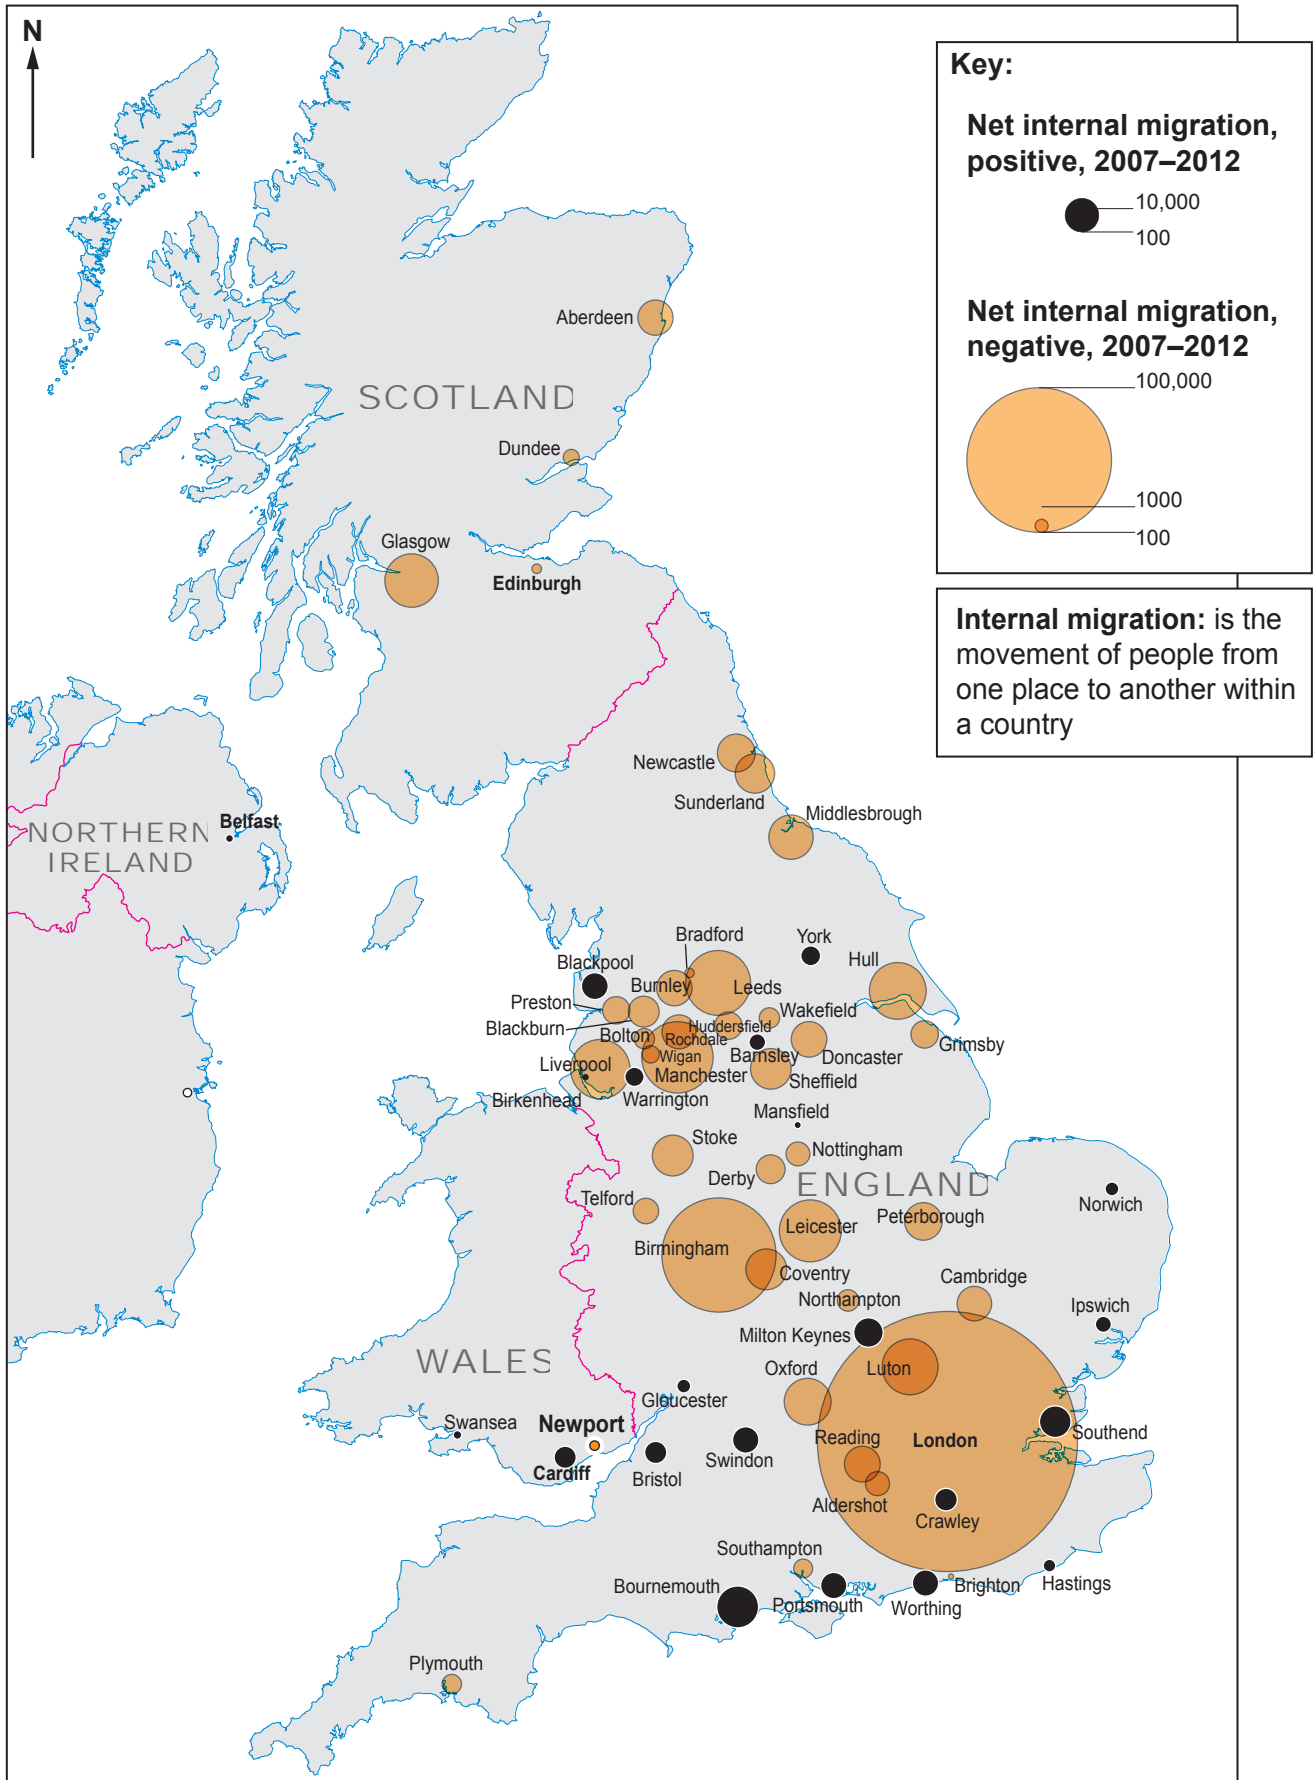 N
Key:
Net internal migration,
positive, 2007–2012
10,000
100
Net internal migration,
negative, 2007–2012
100,000
1000
100
Internal migration: is the
movement of people from
one place to another within
a country
Aberdeen
SCOTLAND
Dundee
Glasgow
Edinburgh
Newcastle
Sunderland
Middlesbrough
Belfast
NORTHERN
IRELAND
Bradford
York
Hull
Blackpool
Burnley
Leeds
Preston
Wakefield
Blackburn
Huddersfield
Bolton
Rochdale
Grimsby
Wigan
Barnsley
Doncaster
Liverpool
Manchester
Sheffield
Birkenhead
Warrington
Mansfield
Stoke
Nottingham
Derby
ENGLAND
Telford
Norwich
Peterborough
Leicester
Birmingham
Coventry
Cambridge
Northampton
Ipswich
Milton Keynes
WALES
Oxford
Luton
Gloucester
Swansea
Newport
Southend
Reading
London
Swindon
Cardiff
Bristol
Aldershot
Crawley
Southampton
Bournemouth
Portsmouth
Worthing
Brighton
Hastings
Plymouth